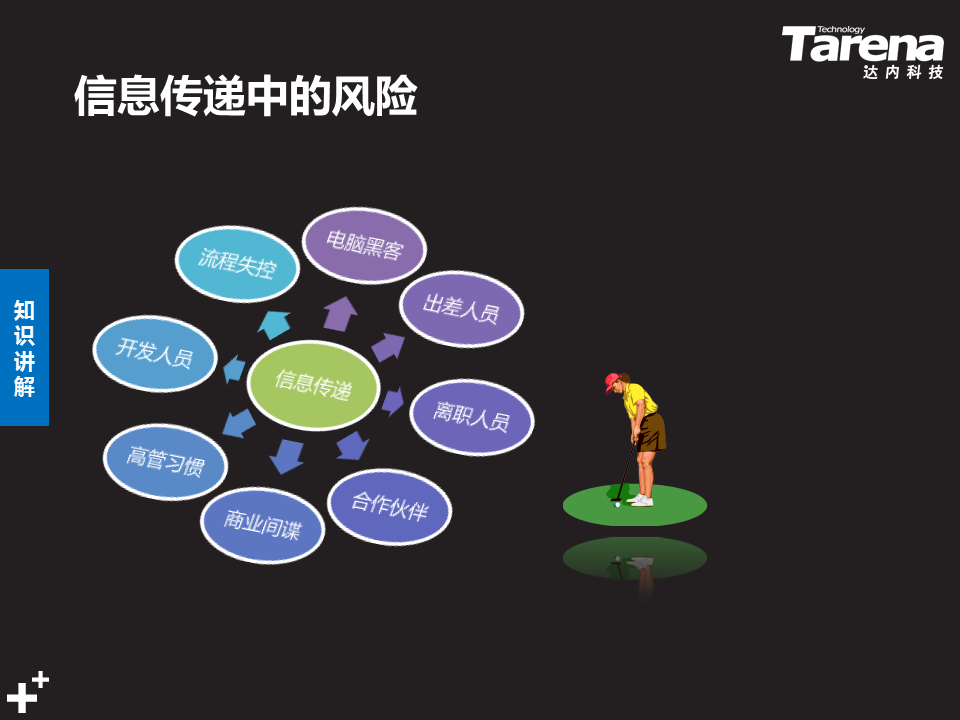 Technology
Tarena
达内科技
信息传递中的风险
知识讲解
电脑黑客
流程失控
出差人员
开发人员
信息传递
离职人员
高管习惯
合作伙伴
商业间谍